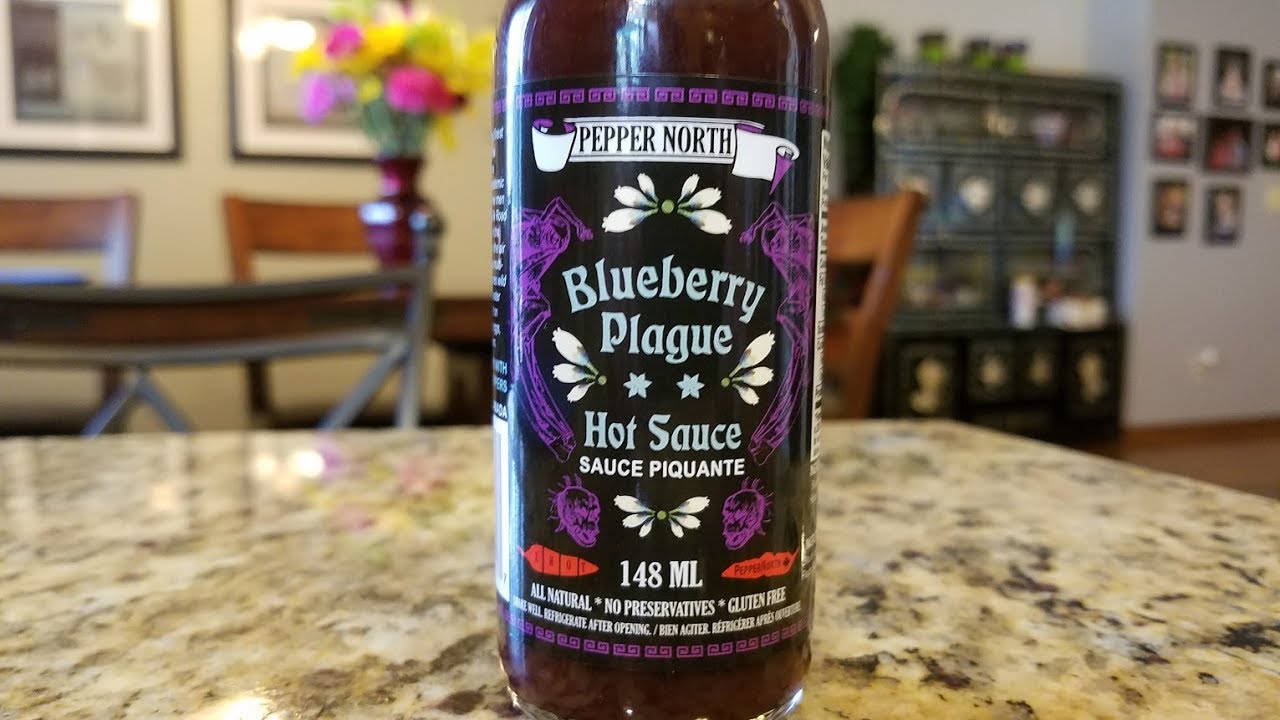 PEPPER NORTH
Blueberry
Plague
Hot Sauce
SAUCE PIQUANTE
148 ML
HOT
PEPPERNORTH
ALL NATURAL * NO PRESERVATIVES * GLUTEN FREE
WELL. REFRIGERATE AFTER OPENING. / BIEN AGITER. RÉFRIGÉRER APRÈS OUVERTURE.